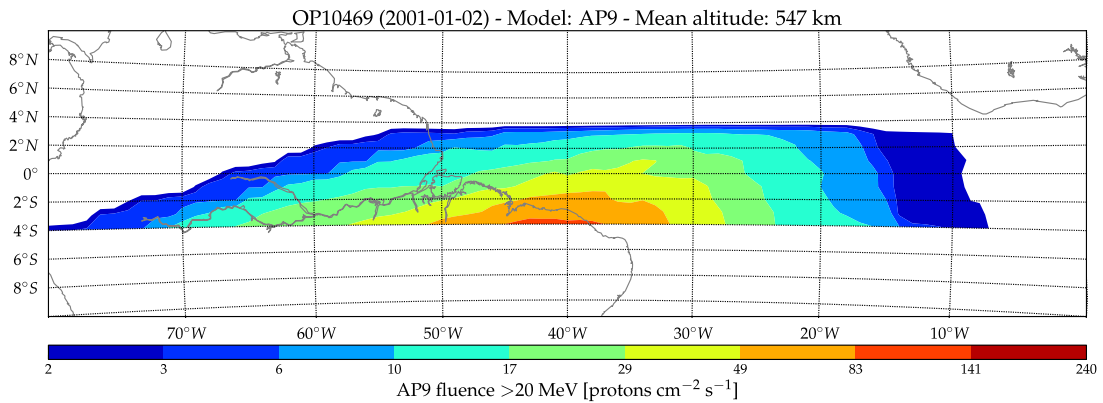 OP10469 (2001-01-02) - Model: AP9 - Mean altitude: 547 km
8°N
6°N
4°N
2°N
0°
2°S
4°S
6°S
8°S
70°W 60°W 50°W 40°W 30°W 20°W 10°W
2 3 6 10 17 29 49 83 141 240
AP9 fluence >20 MeV [protons cm⁻² s⁻¹]